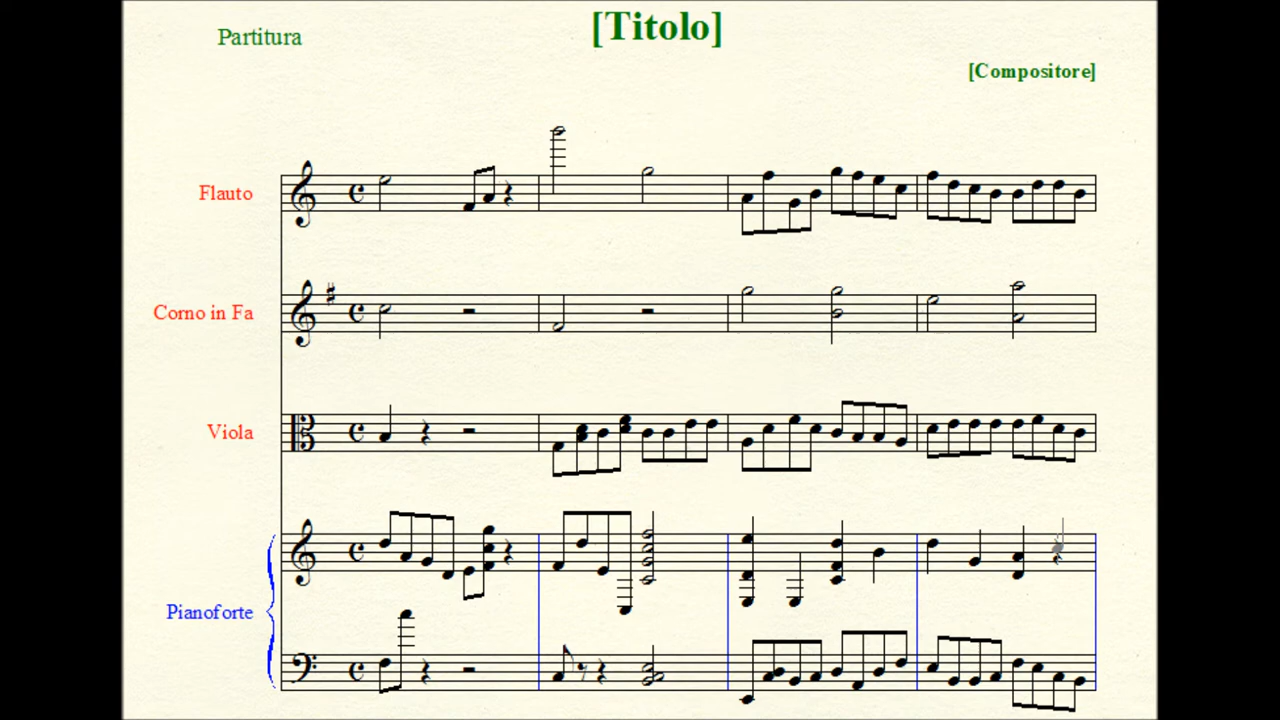 [Titolo]
Partitura
[Compositore]
Flauto
Corno in Fa
Viola
Pianoforte